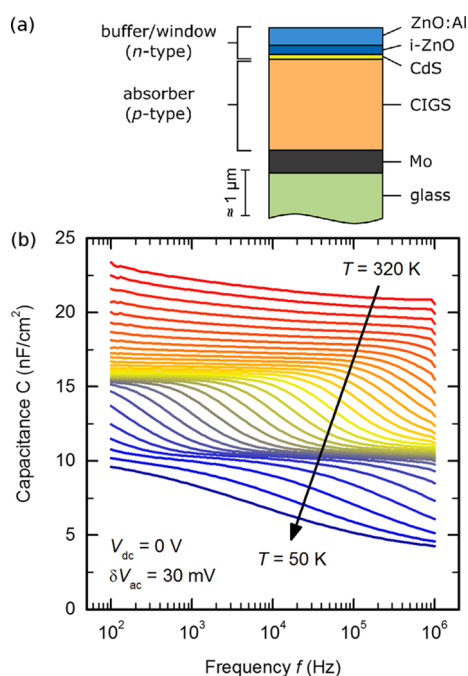 (a)
buffer/window
(n-type)
absorber
(p-type)
≈ 1 μm
ZnO:Al
i-ZnO
CdS
CIGS
Mo
glass
(b)
25
20
15
10
5
0
Capacitance C (nF/cm²)
T = 320 K
T = 50 K
V_dc = 0 V
δV_ac = 30 mV
10² 10³ 10⁴ 10⁵ 10⁶
Frequency f (Hz)